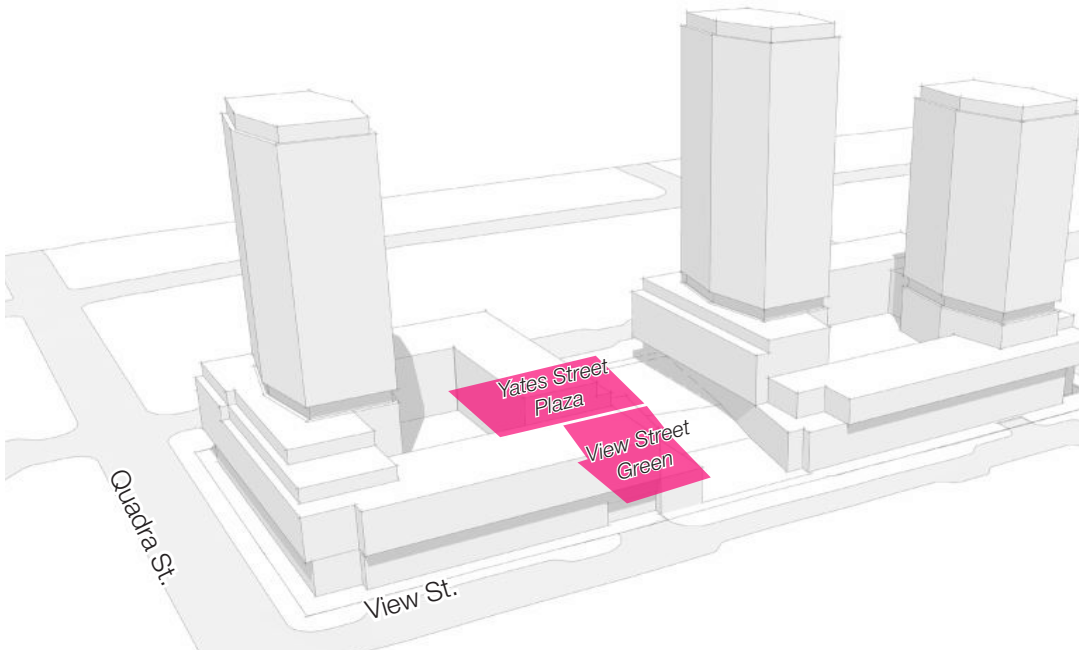 Yates Street
Plaza
View Street
Green
Quadra St.
View St.